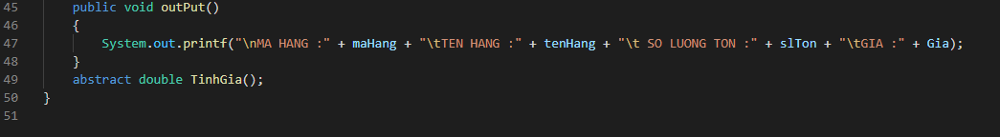 45 public void outPut()
46 {
47 System.out.printf("\nMA HANG :" + maHang + "\tTEN HANG :" + tenHang + "\t SO LUONG TON :" + slTon + "\tGIA :" + Gia);
48 }
49 abstract double TinhGia();
50 }
51